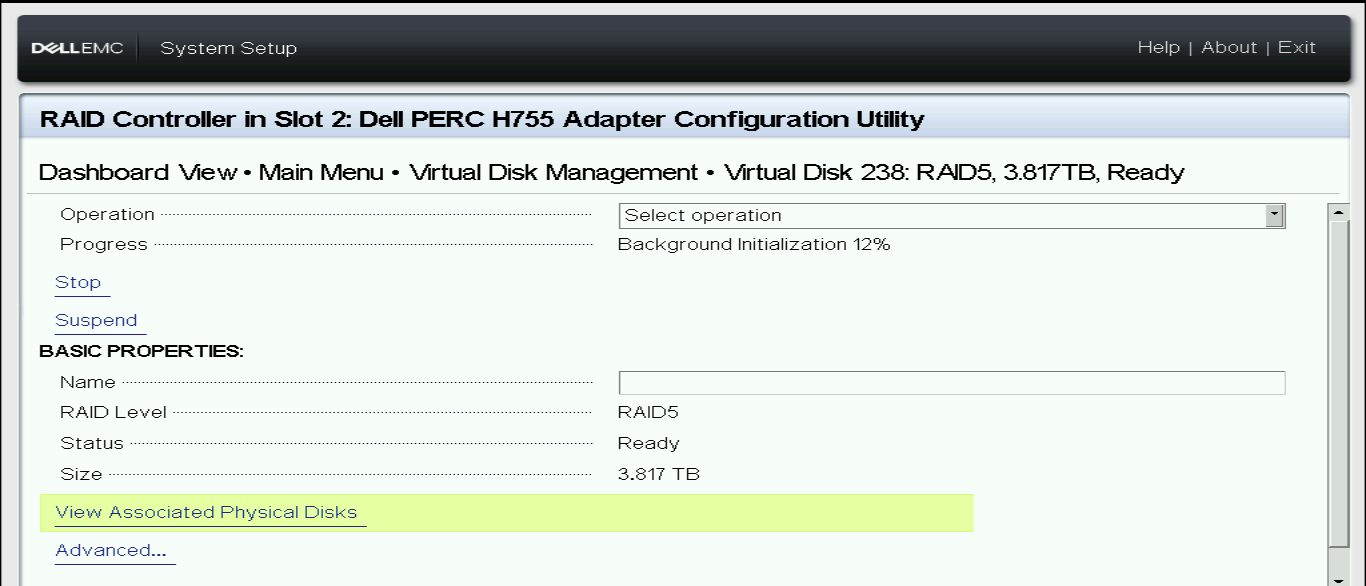 DELLEMC System Setup Help | About | Exit
RAID Controller in Slot 2: Dell PERC H755 Adapter Configuration Utility
Dashboard View • Main Menu • Virtual Disk Management • Virtual Disk 238: RAID5, 3.817TB, Ready
Operation Select operation
Progress Background Initialization 12%
Stop
Suspend
BASIC PROPERTIES:
Name
RAID Level RAID5
Status Ready
Size 3.817 TB
View Associated Physical Disks
Advanced...